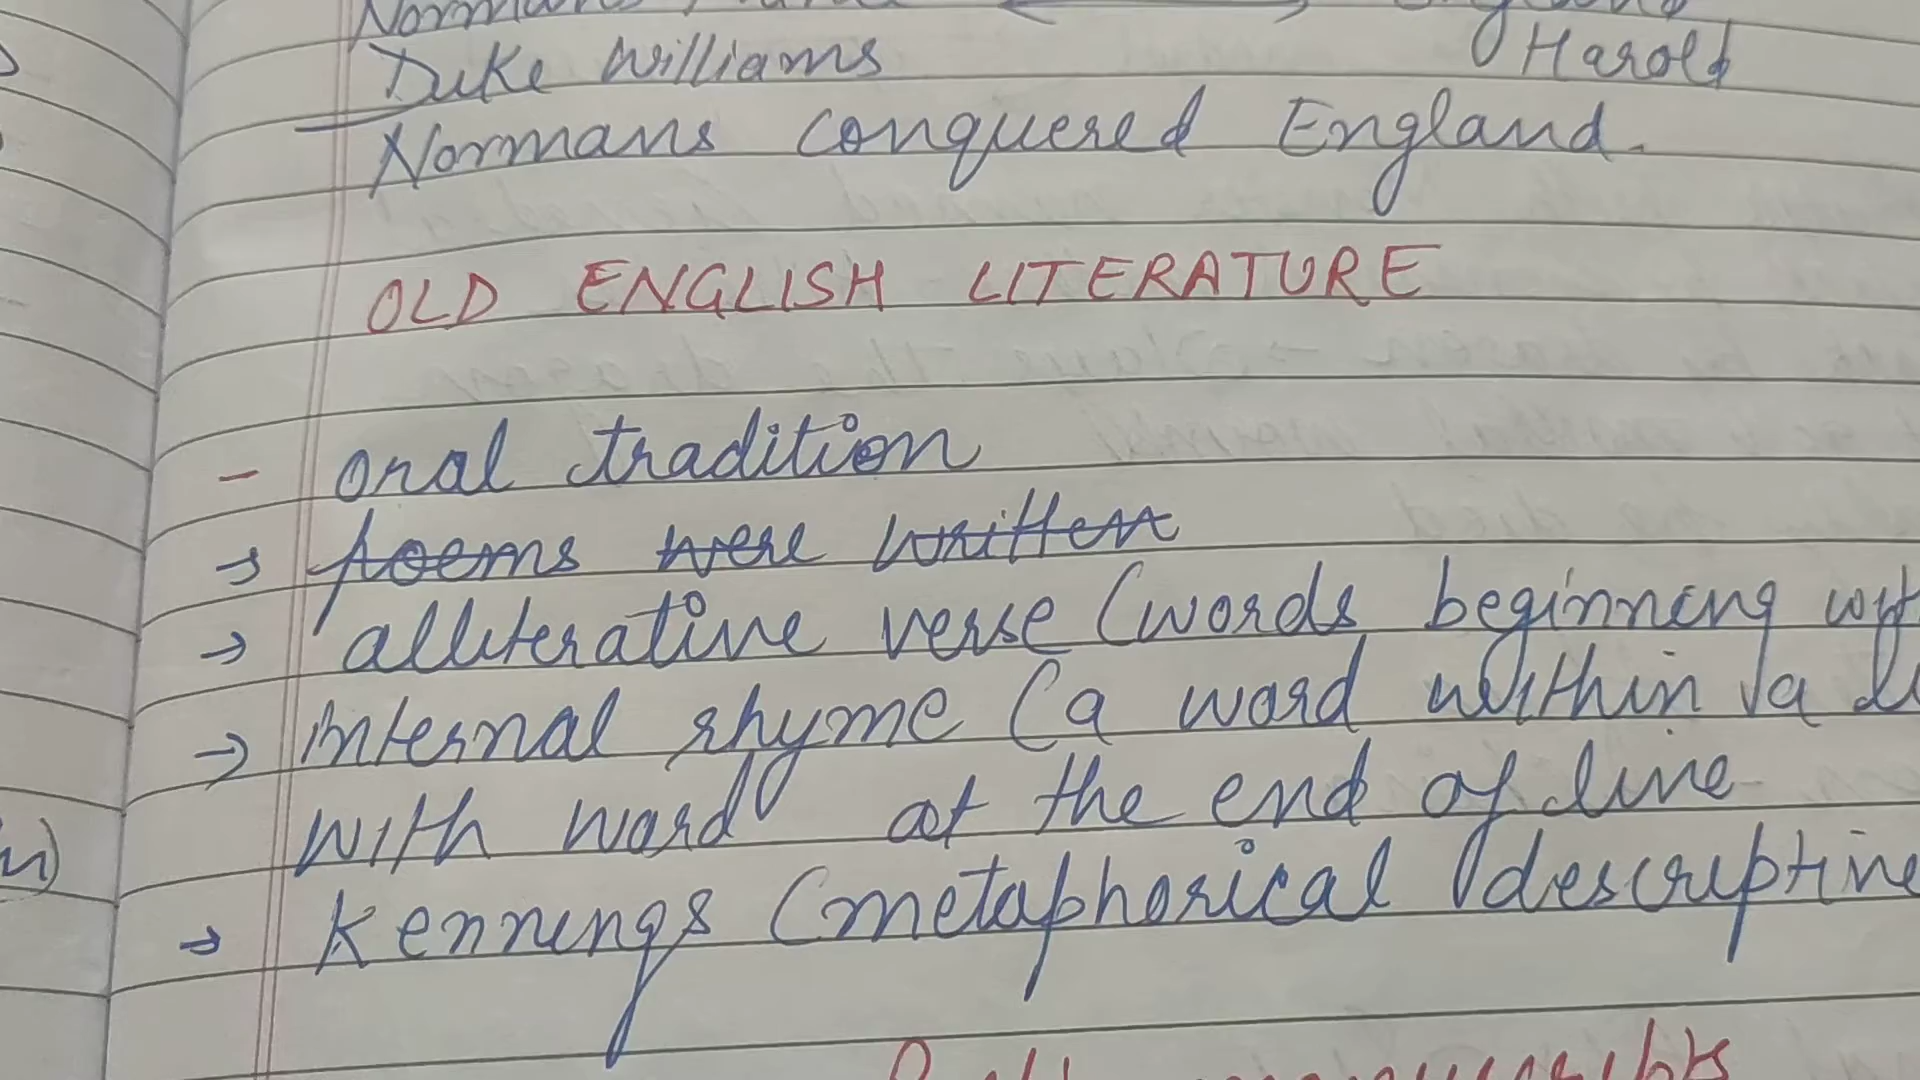 Duke Williams Harold
Normans conquered England.
OLD ENGLISH LITERATURE
- oral tradition
→ poems were written
→ alliterative verse (words beginning
→ internal rhyme (a word within a
with word at the end of line
→ Kennings (metaphorical descriptive